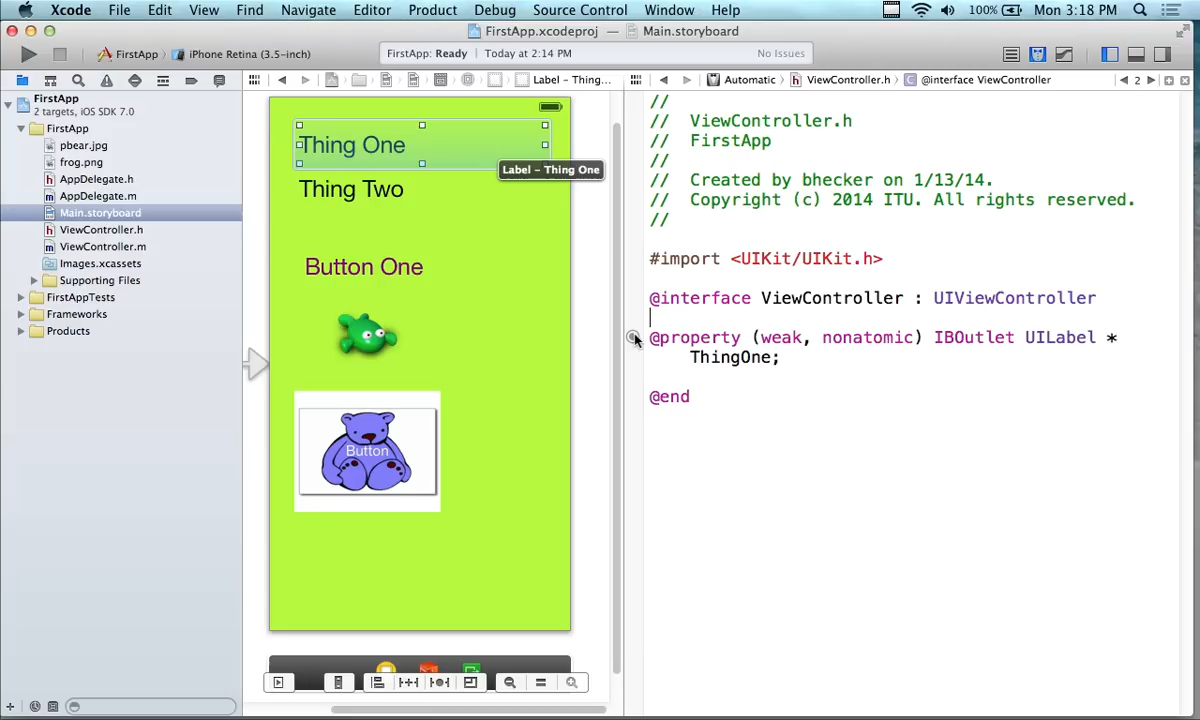 Xcode File Edit View Find Navigate Editor Product Debug Source Control Window Help 100% Mon 3:18 PM
FirstApp.xcodeproj — Main.storyboard
FirstApp iPhone Retina (3.5-inch) FirstApp: Ready Today at 2:14 PM No Issues
Label – Thing... Automatic ViewController.h @interface ViewController 2
FirstApp
2 targets, iOS SDK 7.0
FirstApp
pbear.jpg
frog.png
AppDelegate.h
AppDelegate.m
Main.storyboard
ViewController.h
ViewController.m
Images.xcassets
Supporting Files
FirstAppTests
Frameworks
Products
Thing One
Label – Thing One
Thing Two
Button One
Button
//
// ViewController.h
// FirstApp
//
// Created by bhecker on 1/13/14.
// Copyright (c) 2014 ITU. All rights reserved.
//
#import <UIKit/UIKit.h>
@interface ViewController : UIViewController
@property (weak, nonatomic) IBOutlet UILabel *
ThingOne;
@end